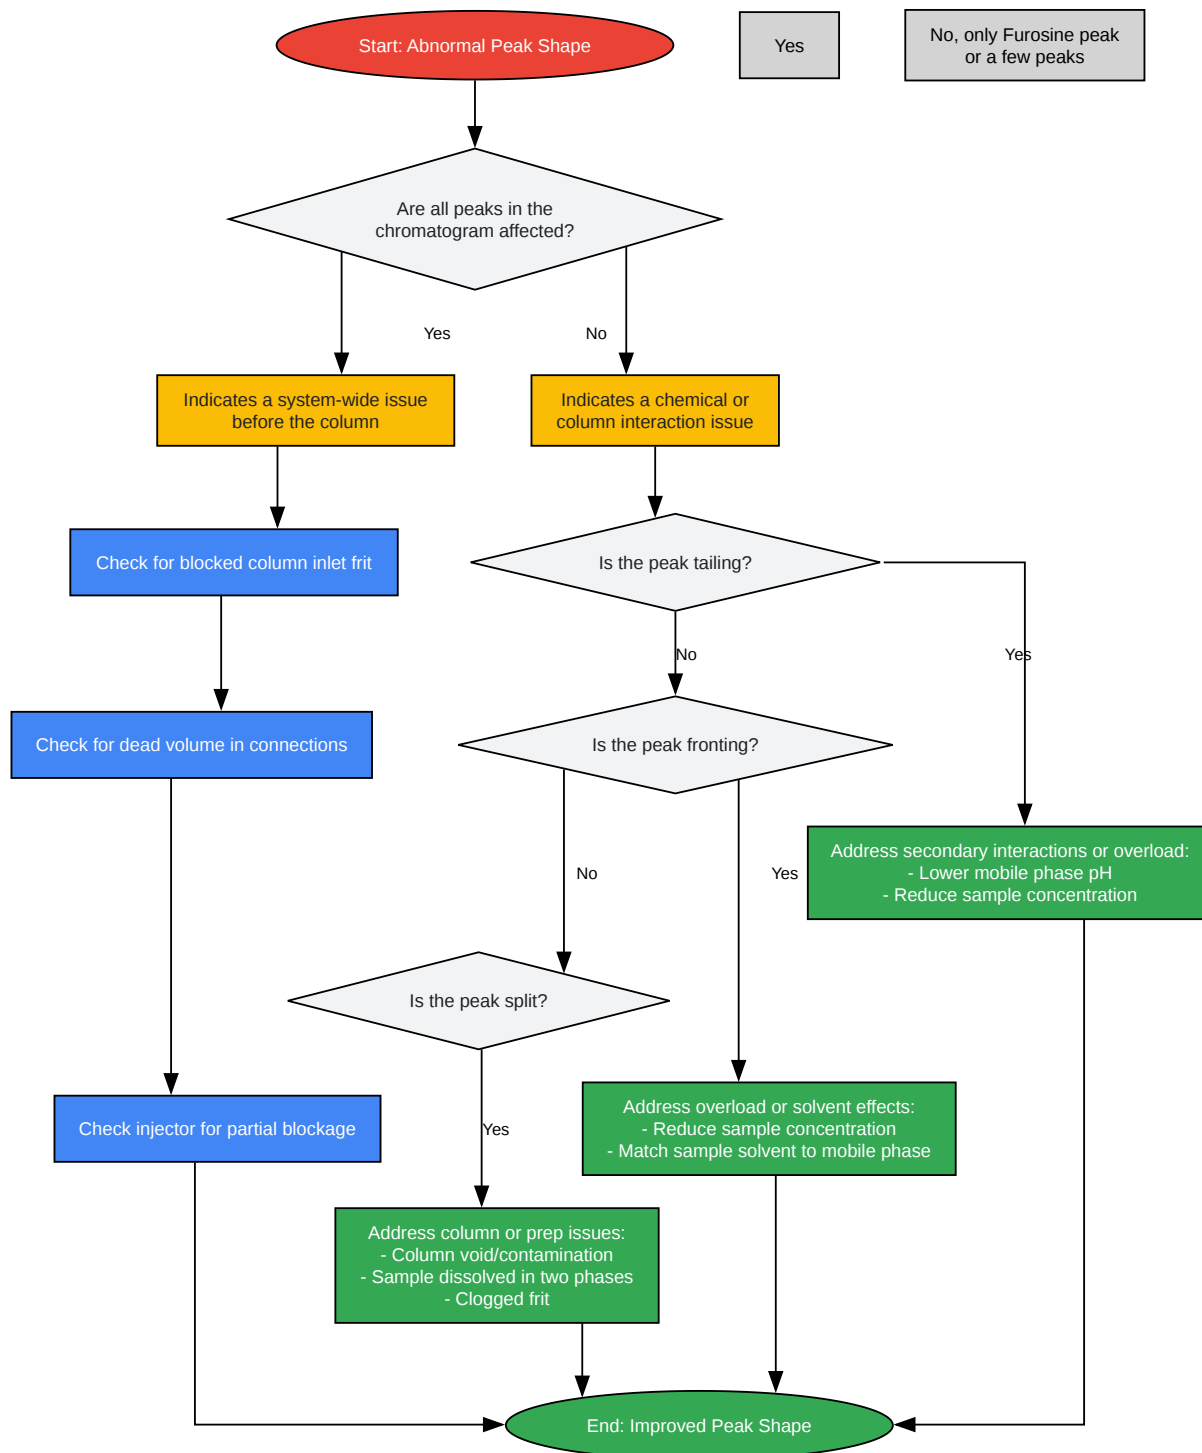 Start: Abnormal Peak Shape
Yes
No, only Furosine peak
or a few peaks
Are all peaks in the
chromatogram affected?
Yes
No
Indicates a system-wide issue
before the column
Indicates a chemical or
column interaction issue
Check for blocked column inlet frit
Is the peak tailing?
No
Yes
Check for dead volume in connections
Is the peak fronting?
Address secondary interactions or overload:
- Lower mobile phase pH
- Reduce sample concentration
No
Yes
Is the peak split?
Check injector for partial blockage
Yes
Address overload or solvent effects:
- Reduce sample concentration
- Match sample solvent to mobile phase
Address column or prep issues:
- Column void/contamination
- Sample dissolved in two phases
- Clogged frit
End: Improved Peak Shape